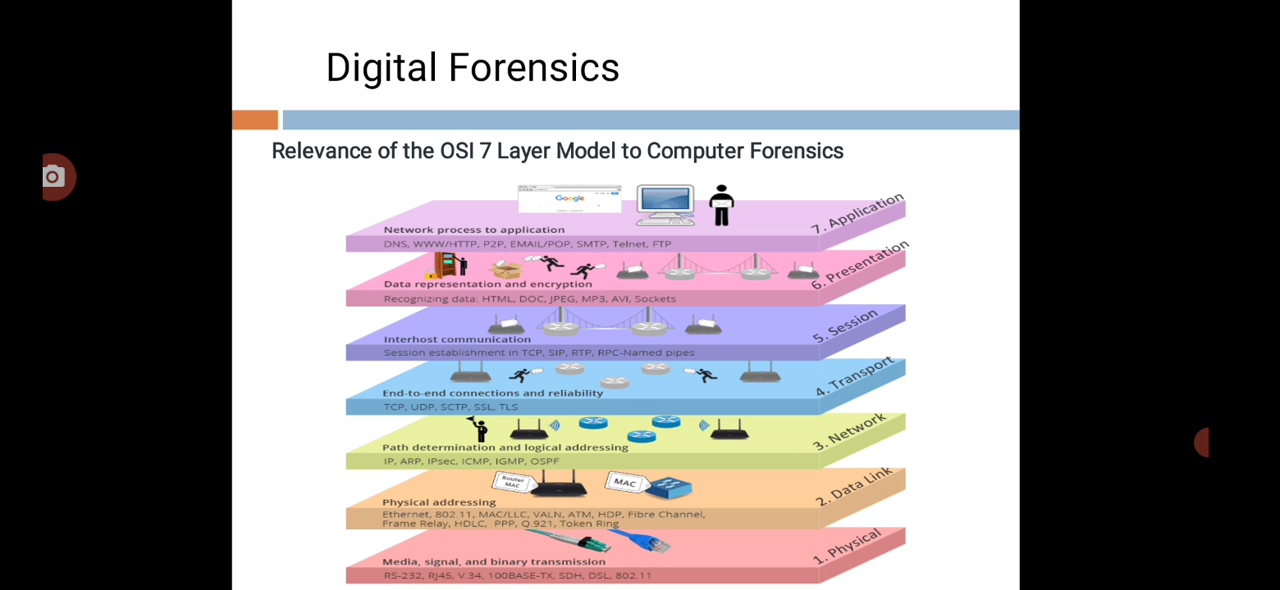 Digital Forensics
Relevance of the OSI 7 Layer Model to Computer Forensics
Google
Network process to application
7. Application
DNS, WWW/HTTP, P2P, EMAIL/POP, SMTP, Telnet, FTP
Data representation and encryption
6. Presentation
Recognizing data: HTML, DOC, JPEG, MP3, AVI, Sockets
Interhost communication
5. Session
Session establishment in TCP, SIP, RTP, RPC-Named pipes
End-to-end connections and reliability
4. Transport
TCP, UDP, SCTP, SSL, TLS
Path determination and logical addressing
3. Network
IP, ARP, IPsec, ICMP, IGMP, OSPF
Router
MAC
MAC
Physical addressing
2. Data Link
Ethernet, 802.11, MAC/LLC, VALN, ATM, HDP, Fibre Channel,
Frame Relay, HDLC, PPP, Q.921, Token Ring
Media, signal, and binary transmission
1. Physical
RS-232, RJ45, V.34, 100BASE-TX, SDH, DSL, 802.11